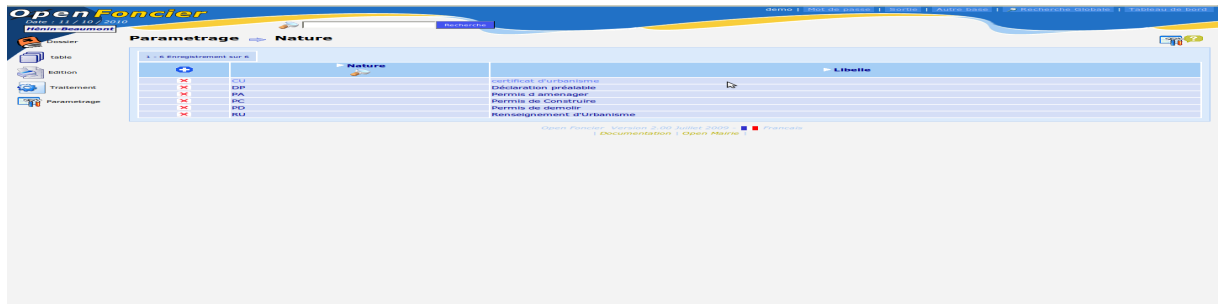 OpenFoncier
demo | Mot de passe | Sortie | Autre base | Recherche Globale | Tableau de bord
Date : 11 / 10 / 2010
Recherche
Hénin-Beaumont
Parametrage Nature
Dossier
table
Edition
Traitement
Parametrage
1 - 6 Enregistrement sur 6
Nature Libelle
CU certificat d'urbanisme
DP Déclaration préalable
PA Permis d amenager
PC Permis de Construire
PD Permis de demolir
RU Renseignement d'Urbanisme
Open Foncier Version 2.00 Juillet 2009 - Francais
| Documentation | Open Mairie |